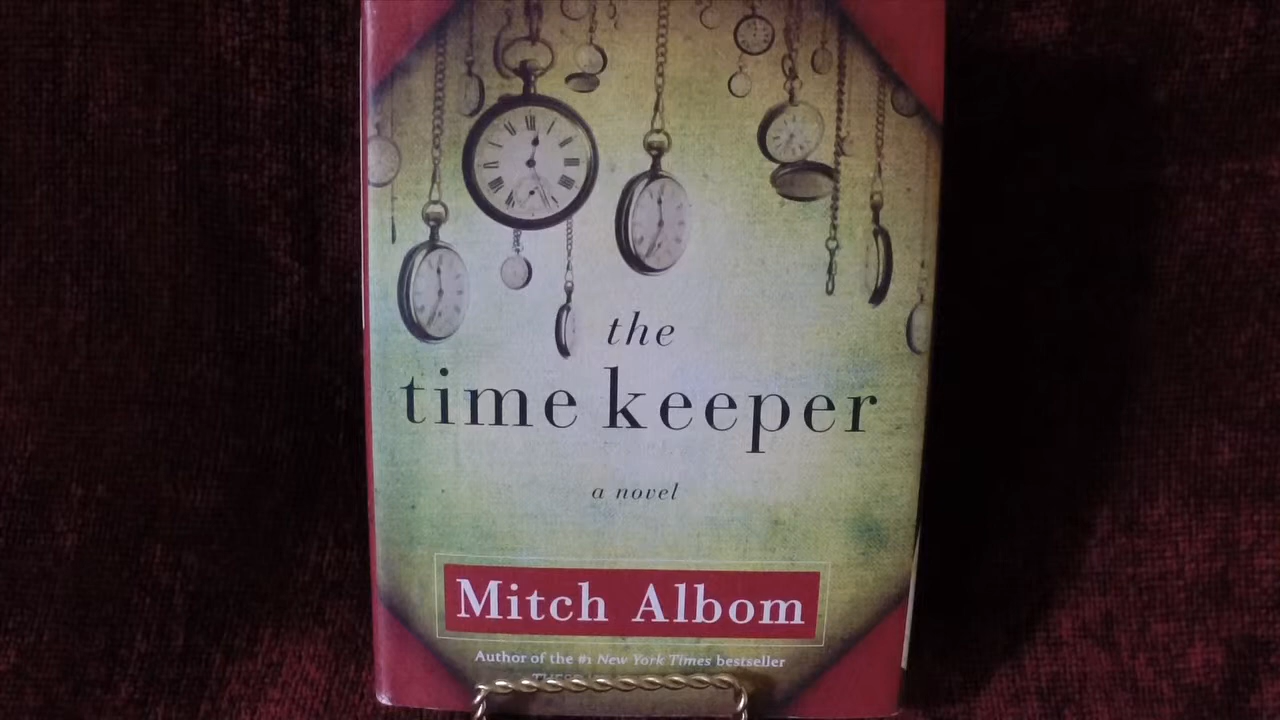 the
time keeper
a novel
Mitch Albom
Author of the #1 New York Times bestseller